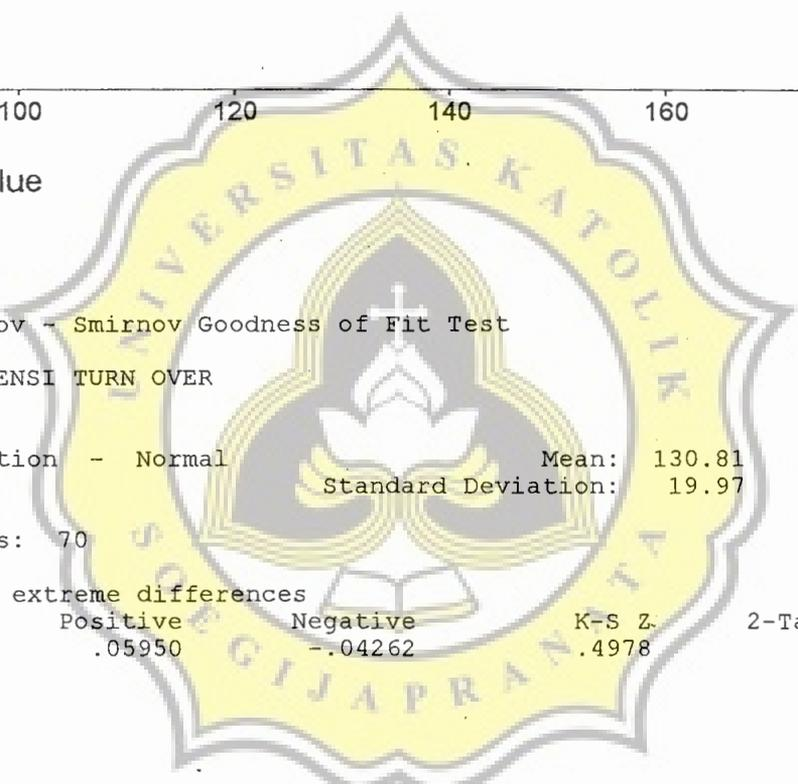 100 120 140 160
lue
UNIVERSITAS KATOLIK
ov - Smirnov Goodness of Fit Test
ENSI TURN OVER
tion - Normal Mean: 130.81
Standard Deviation: 19.97
s: 70
extreme differences
Positive Negative K-S Z 2-Ta
.05950 -.04262 .4978
SOEGIJAPRANATA